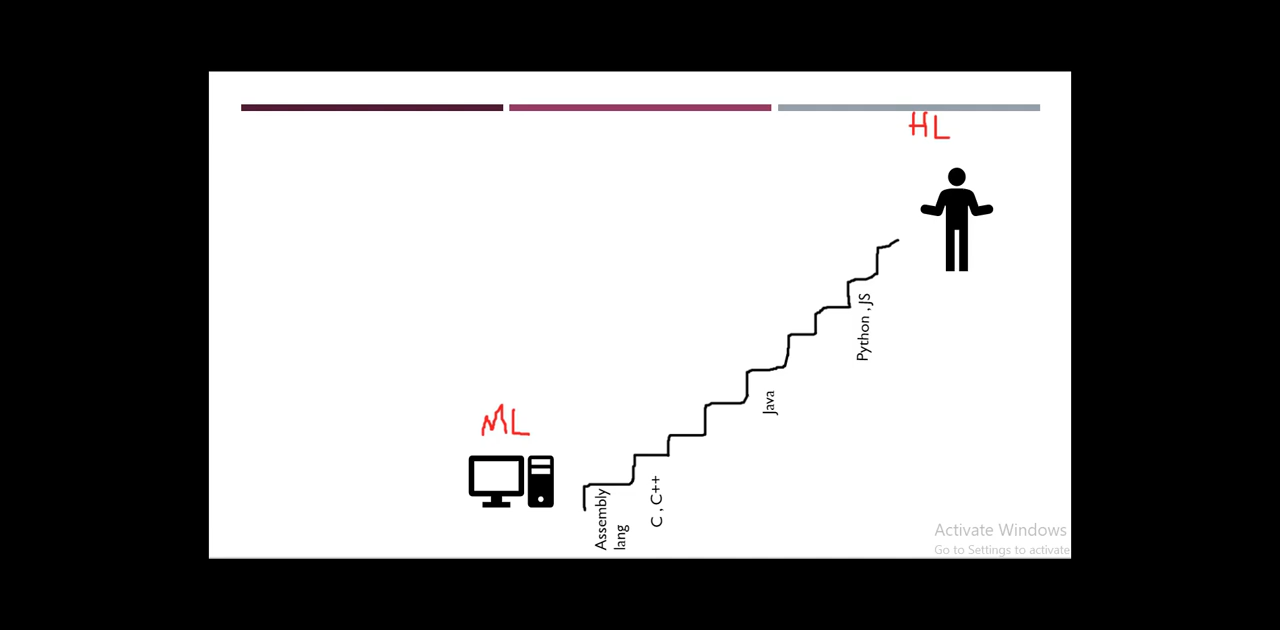 HL
Python ,JS
Java
ML
C , C++
Assembly
lang
Activate Windows
Go to Settings to activate